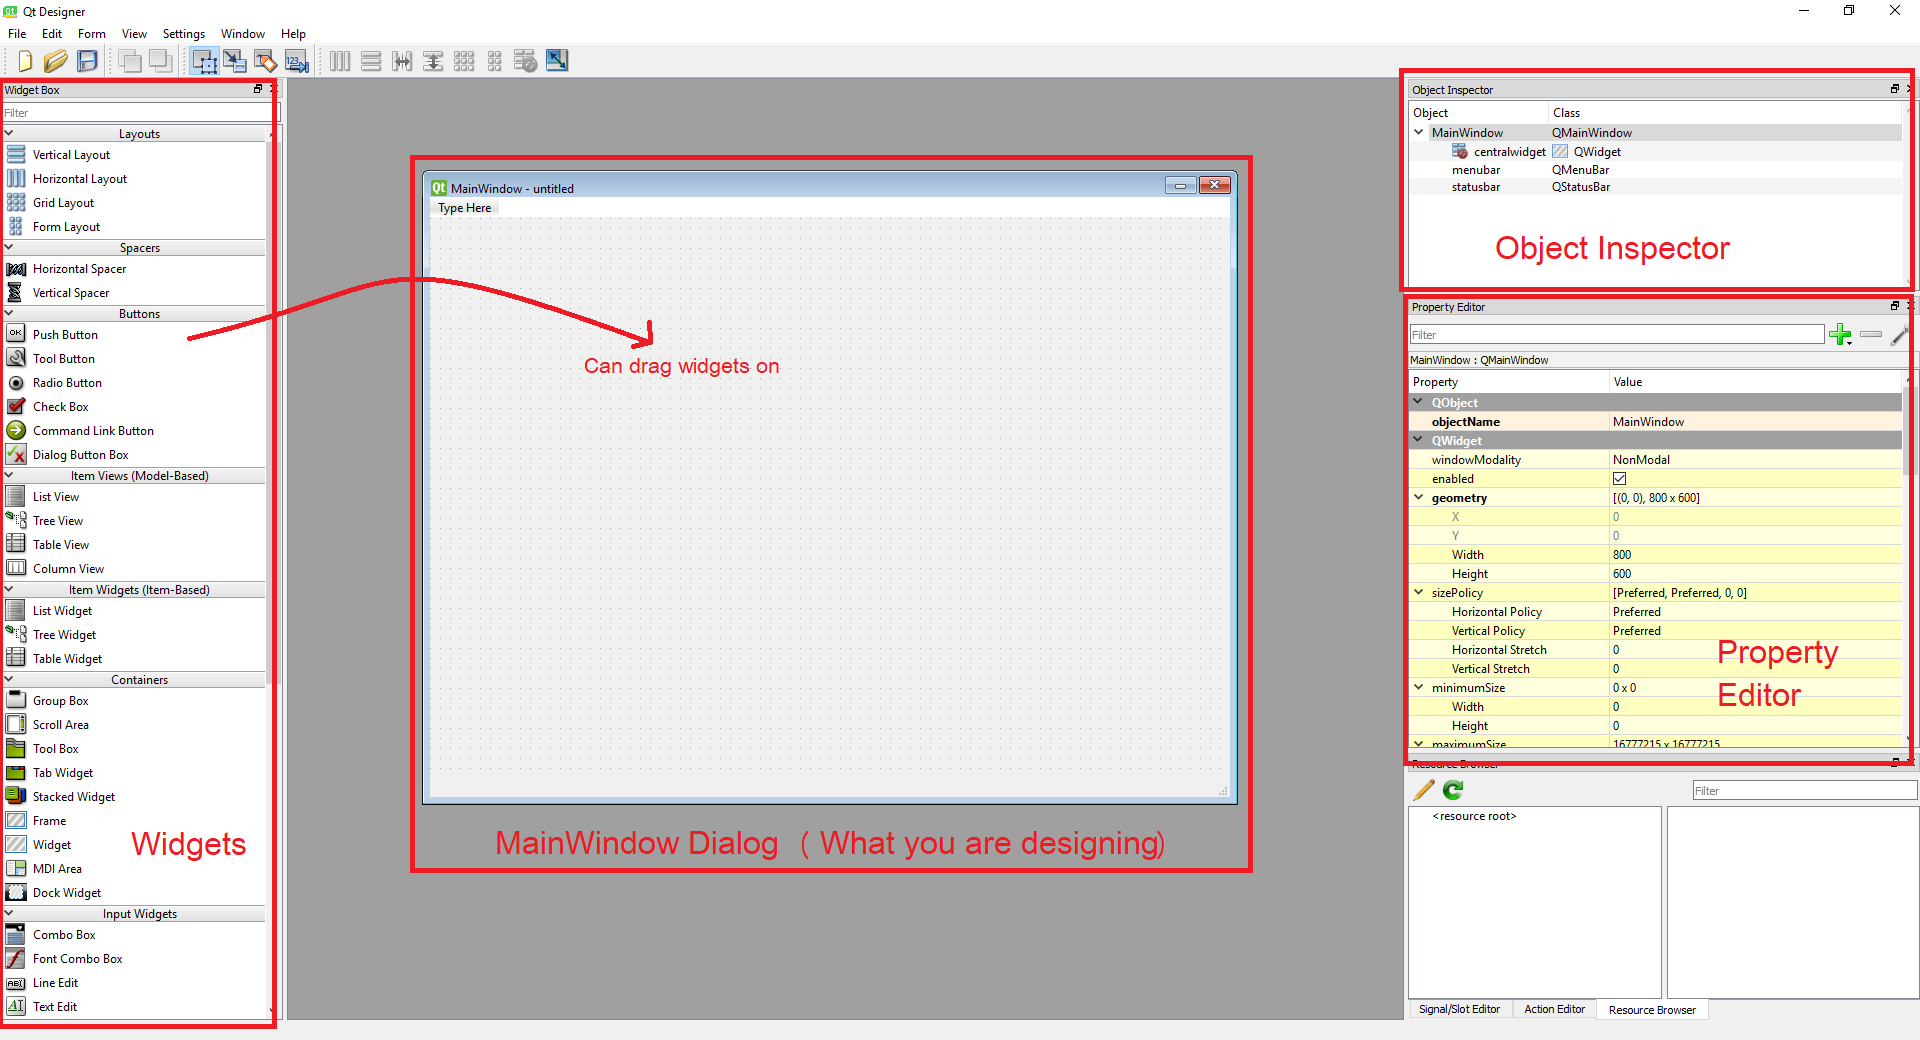 Qt Designer
File Edit Form View Settings Window Help
Widget Box
Filter
Layouts
Vertical Layout
Horizontal Layout
Grid Layout
Form Layout
Spacers
Horizontal Spacer
Vertical Spacer
Buttons
Push Button
Tool Button
Radio Button
Check Box
Command Link Button
Dialog Button Box
Item Views (Model-Based)
List View
Tree View
Table View
Column View
Item Widgets (Item-Based)
List Widget
Tree Widget
Table Widget
Containers
Group Box
Scroll Area
Tool Box
Tab Widget
Stacked Widget
Frame
Widget
MDI Area
Dock Widget
Input Widgets
Combo Box
Font Combo Box
Line Edit
Text Edit
Widgets
MainWindow - untitled
Type Here
Can drag widgets on
MainWindow Dialog ( What you are designing)
Object Inspector
Object Class
MainWindow QMainWindow
centralwidget QWidget
menubar QMenuBar
statusbar QStatusBar
Object Inspector
Property Editor
Filter
MainWindow : QMainWindow
Property Value
QObject
objectName MainWindow
QWidget
windowModality NonModal
enabled
geometry [(0, 0), 800 x 600]
X 0
Y 0
Width 800
Height 600
sizePolicy [Preferred, Preferred, 0, 0]
Horizontal Policy Preferred
Vertical Policy Preferred
Horizontal Stretch 0
Vertical Stretch 0
minimumSize 0 x 0
Width 0
Height 0
maximumSize 16777215 x 16777215
Property
Editor
Resource Browser
Filter
<resource root>
Signal/Slot Editor Action Editor Resource Browser